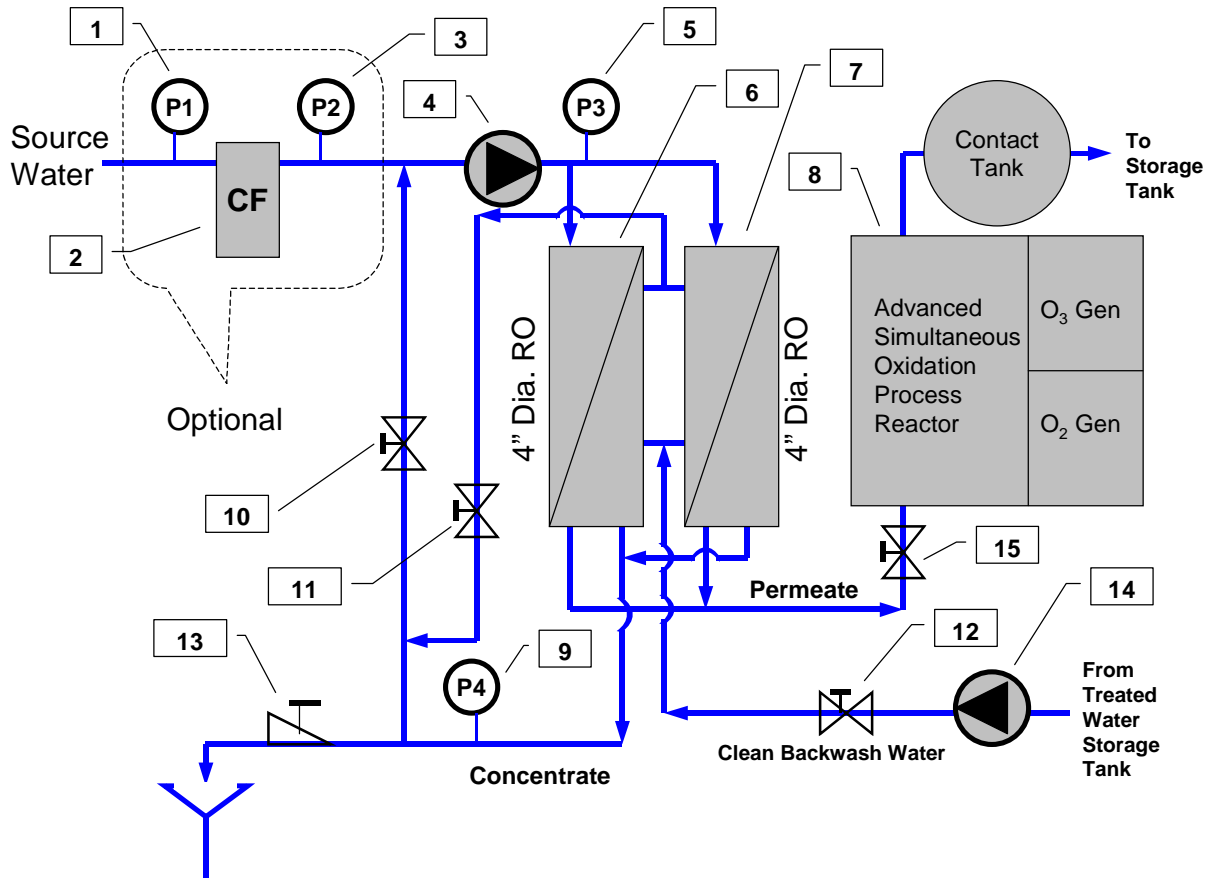 1
3
5
7
6
4
P1
P2
P3
Source
Water
CF
2
Contact
Tank
To
Storage
Tank
8
Advanced
Simultaneous
Oxidation
Process
Reactor
O3 Gen
O2 Gen
4” Dia. RO
4” Dia. RO
Optional
10
11
15
Permeate
14
12
13
9
P4
From
Treated
Water
Storage
Tank
Clean Backwash Water
Concentrate